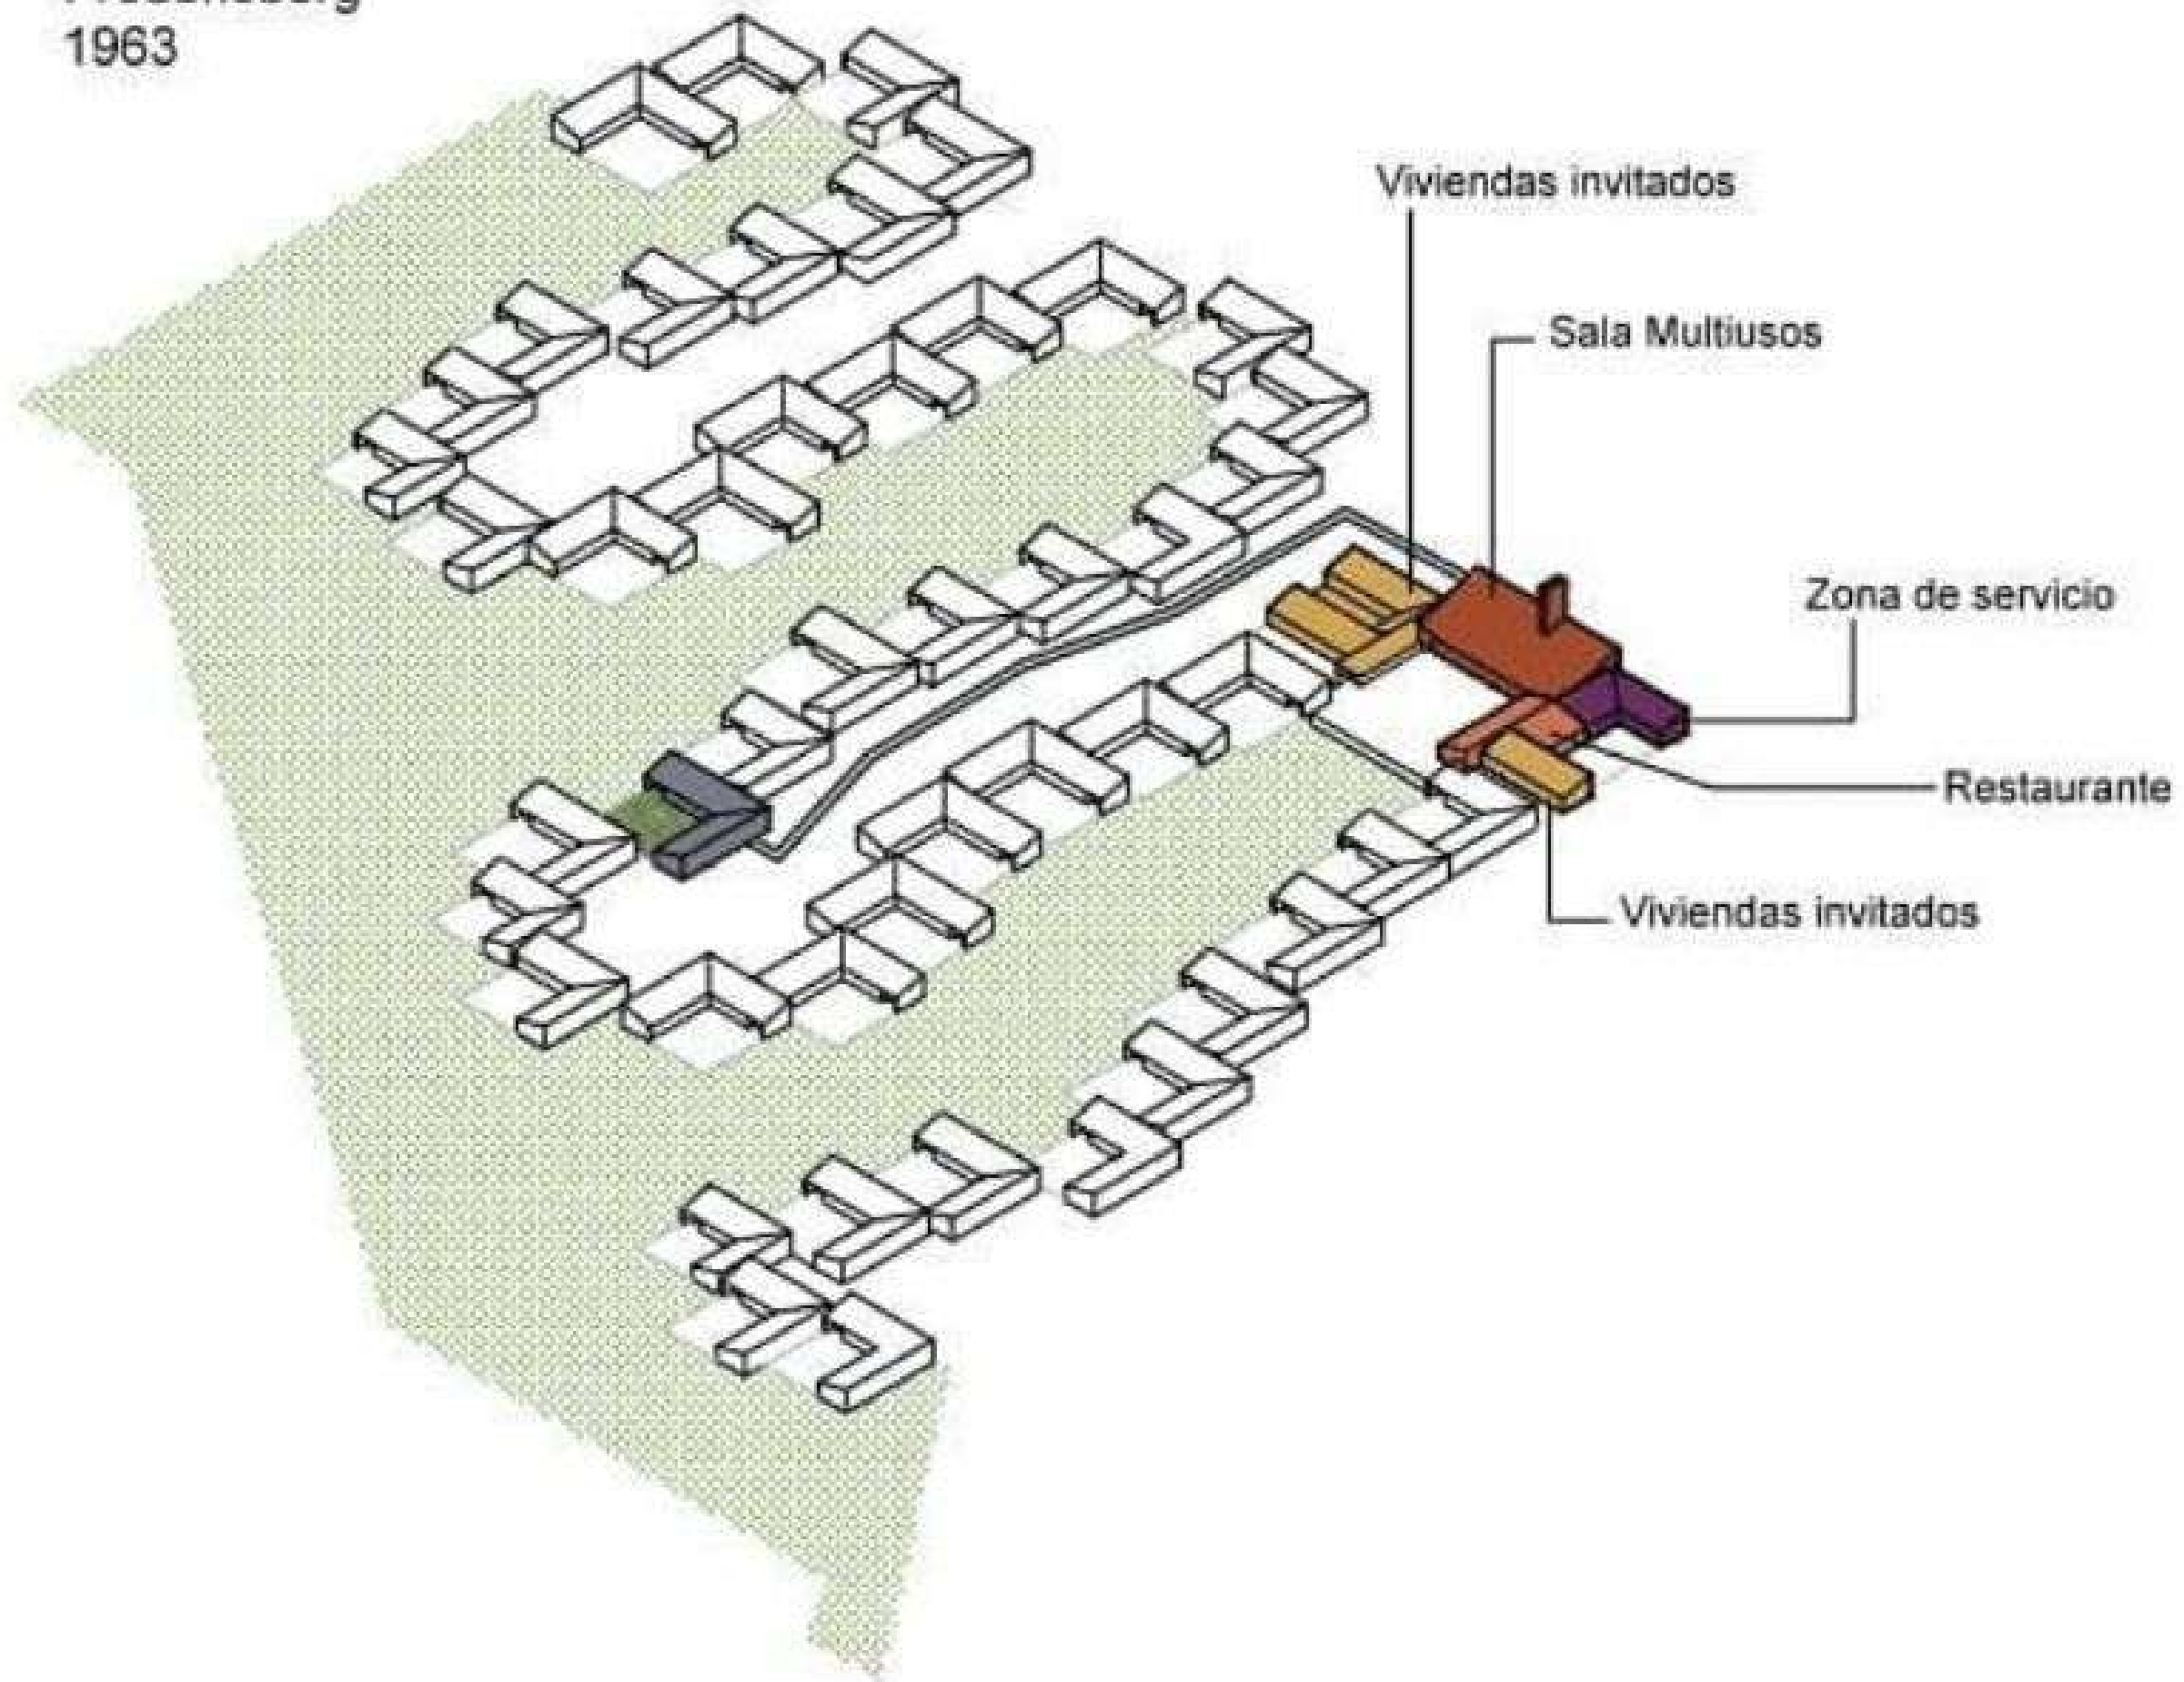 1963
Viviendas invitados
Sala Multiusos
Zona de servicio
Restaurante
Viviendas invitados